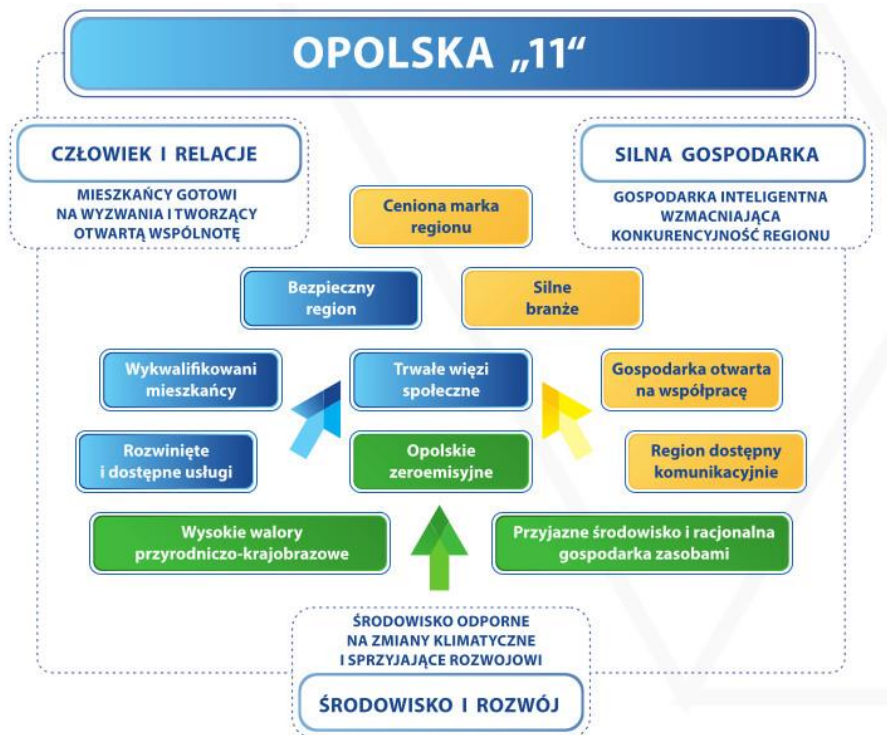 OPOLSKA „11“
CZŁOWIEK I RELACJE
MIESZKAŃCY GOTOWI
NA WYZWANIA I TWORZĄCY
OTWARTĄ WSPÓLNOTĘ
SILNA GOSPODARKA
GOSPODARKA INTELIGENTNA
WZMACNIAJĄCA
KONKURENCYJNOŚĆ REGIONU
Ceniona marka
regionu
Bezpieczny
region
Silne
branże
Wykwalifikowani
mieszkańcy
Trwałe więzi
społeczne
Gospodarka otwarta
na współpracę
Rozwinięte
i dostępne usługi
Opolskie
zeroemisyjne
Region dostępny
komunikacyjnie
Wysokie walory
przyrodniczo-krajobrazowe
Przyjazne środowisko i racjonalna
gospodarka zasobami
ŚRODOWISKO ODPORNE
NA ZMIANY KLIMATYCZNE
I SPRZYJAJĄCE ROZWOJOWI
ŚRODOWISKO I ROZWÓJ